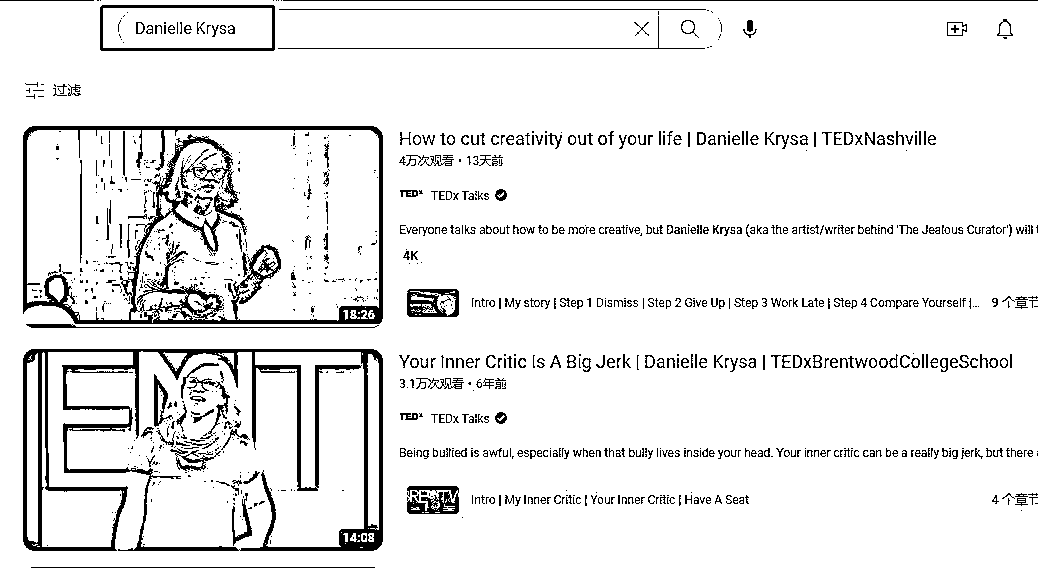 Danielle Krysa
过滤
How to cut creativity out of your life | Danielle Krysa | TEDxNashville
4万次观看 • 13天前
TEDx TEDx Talks
Everyone talks about how to be more creative, but Danielle Krysa (aka the artist/writer behind 'The Jealous Curator') will
4K
Intro | My story | Step 1 Dismiss | Step 2 Give Up | Step 3 Work Late | Step 4 Compare Yourself |... 9 个章节
18:26
Your Inner Critic Is A Big Jerk | Danielle Krysa | TEDxBrentwoodCollegeSchool
3.1万次观看 • 6年前
TEDx TEDx Talks
Being bullied is awful, especially when that bully lives inside your head. Your inner critic can be a really big jerk, but there
Intro | My Inner Critic | Your Inner Critic | Have A Seat 4 个章节
EMT
14:08